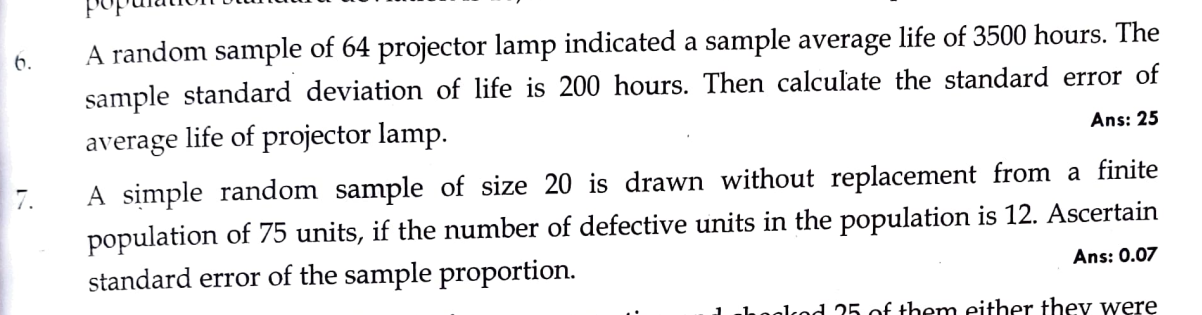 6. A random sample of 64 projector lamp indicated a sample average life of 3500 hours. The
sample standard deviation of life is 200 hours. Then calculate the standard error of
average life of projector lamp.
Ans: 25
7. A simple random sample of size 20 is drawn without replacement from a finite
population of 75 units, if the number of defective units in the population is 12. Ascertain
standard error of the sample proportion.
Ans: 0.07
25 of them either they were